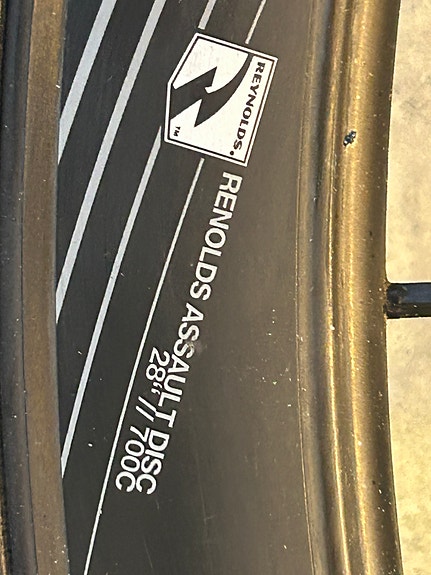 REYNOLDS.
™
RENOLDS ASSAULT DISC
28" // 700C